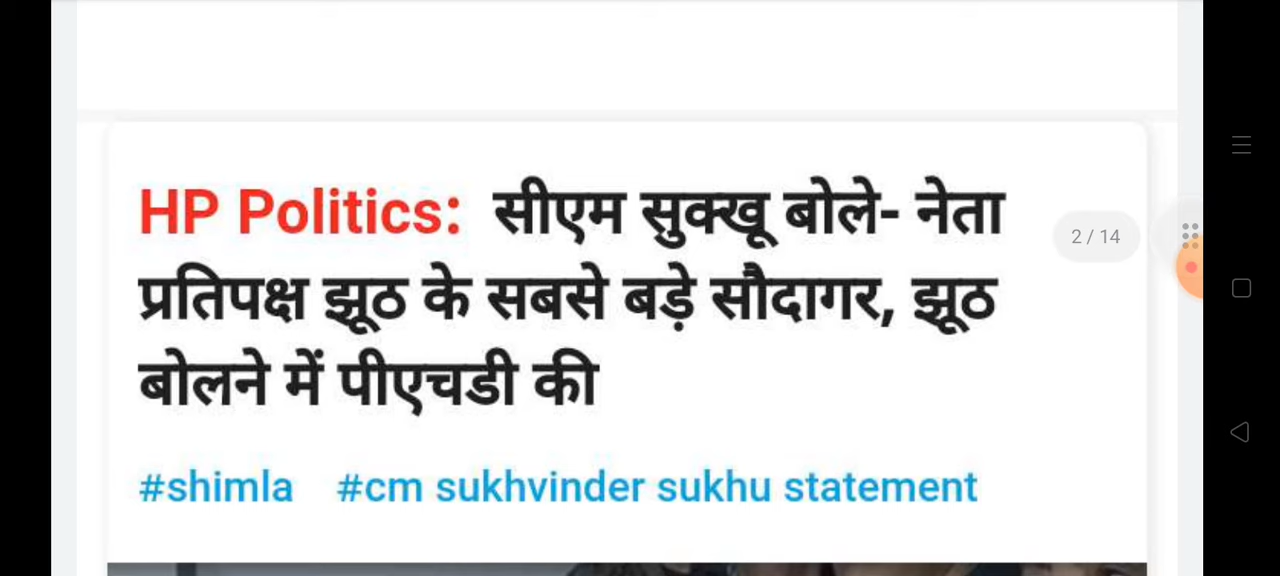 HP Politics: सीएम सुक्खू बोले- नेता
2 / 14
प्रतिपक्ष झूठ के सबसे बड़े सौदागर, झूठ
बोलने में पीएचडी की
#shimla #cm sukhvinder sukhu statement